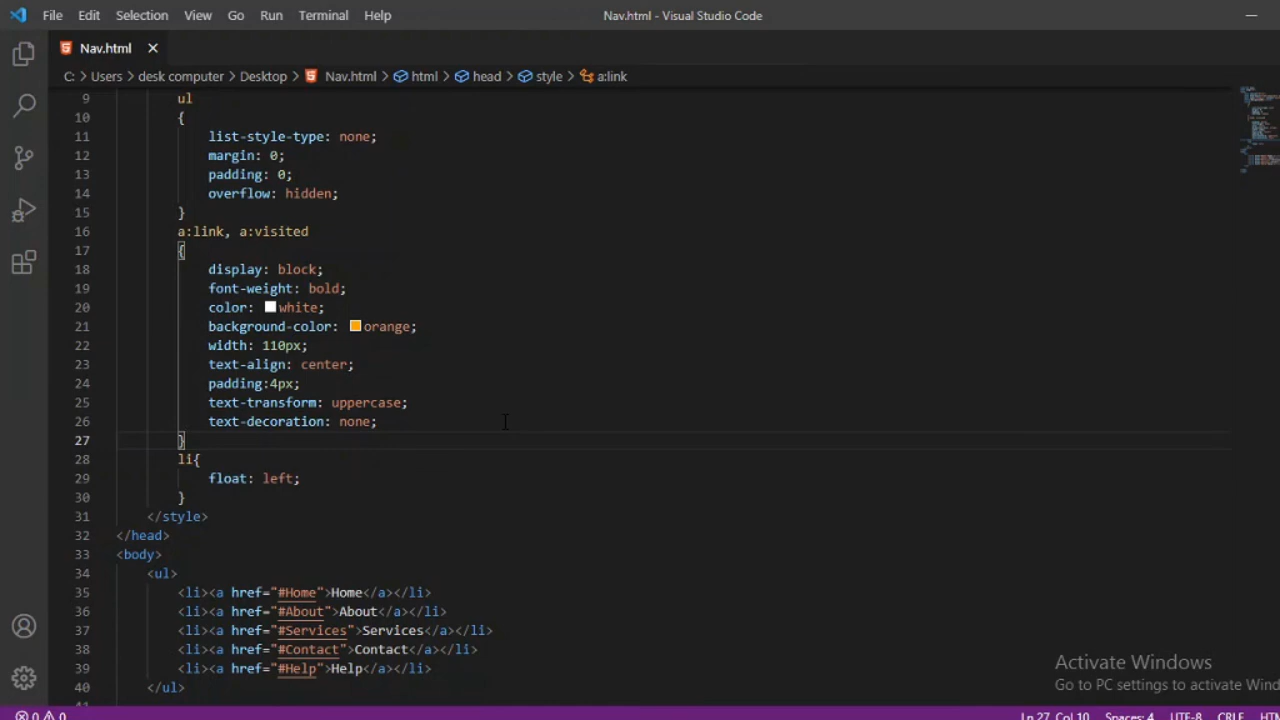 File Edit Selection View Go Run Terminal Help Nav.html - Visual Studio Code
Nav.html
C: > Users > desk computer > Desktop > Nav.html > html > head > style > a:link
9 ul
10 {
11 list-style-type: none;
12 margin: 0;
13 padding: 0;
14 overflow: hidden;
15 }
16 a:link, a:visited
17 {
18 display: block;
19 font-weight: bold;
20 color: white;
21 background-color: orange;
22 width: 110px;
23 text-align: center;
24 padding:4px;
25 text-transform: uppercase;
26 text-decoration: none;
27 }
28 li{
29 float: left;
30 }
31 </style>
32 </head>
33 <body>
34 <ul>
35 <li><a href="#Home">Home</a></li>
36 <li><a href="#About">About</a></li>
37 <li><a href="#Services">Services</a></li>
38 <li><a href="#Contact">Contact</a></li>
39 <li><a href="#Help">Help</a></li>
40 </ul>
Activate Windows
Go to PC settings to activate Wind
0 0 Ln 27, Col 10 Spaces: 4 UTF-8 CRLF HTM